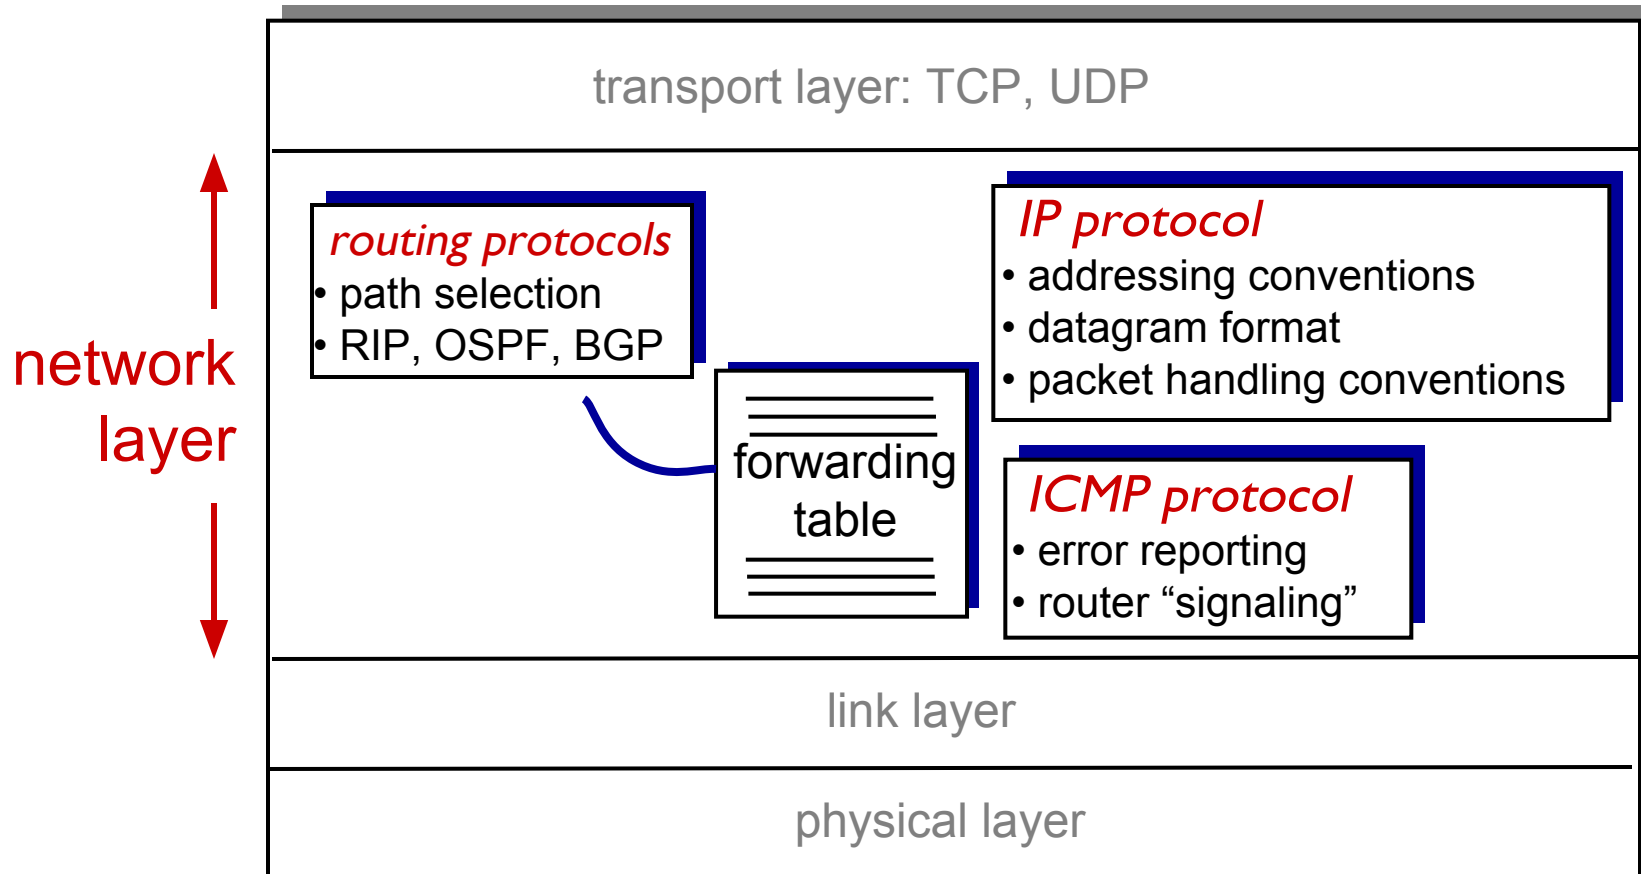 transport layer: TCP, UDP
network
layer
routing protocols
• path selection
• RIP, OSPF, BGP
forwarding
table
IP protocol
• addressing conventions
• datagram format
• packet handling conventions
ICMP protocol
• error reporting
• router “signaling”
link layer
physical layer